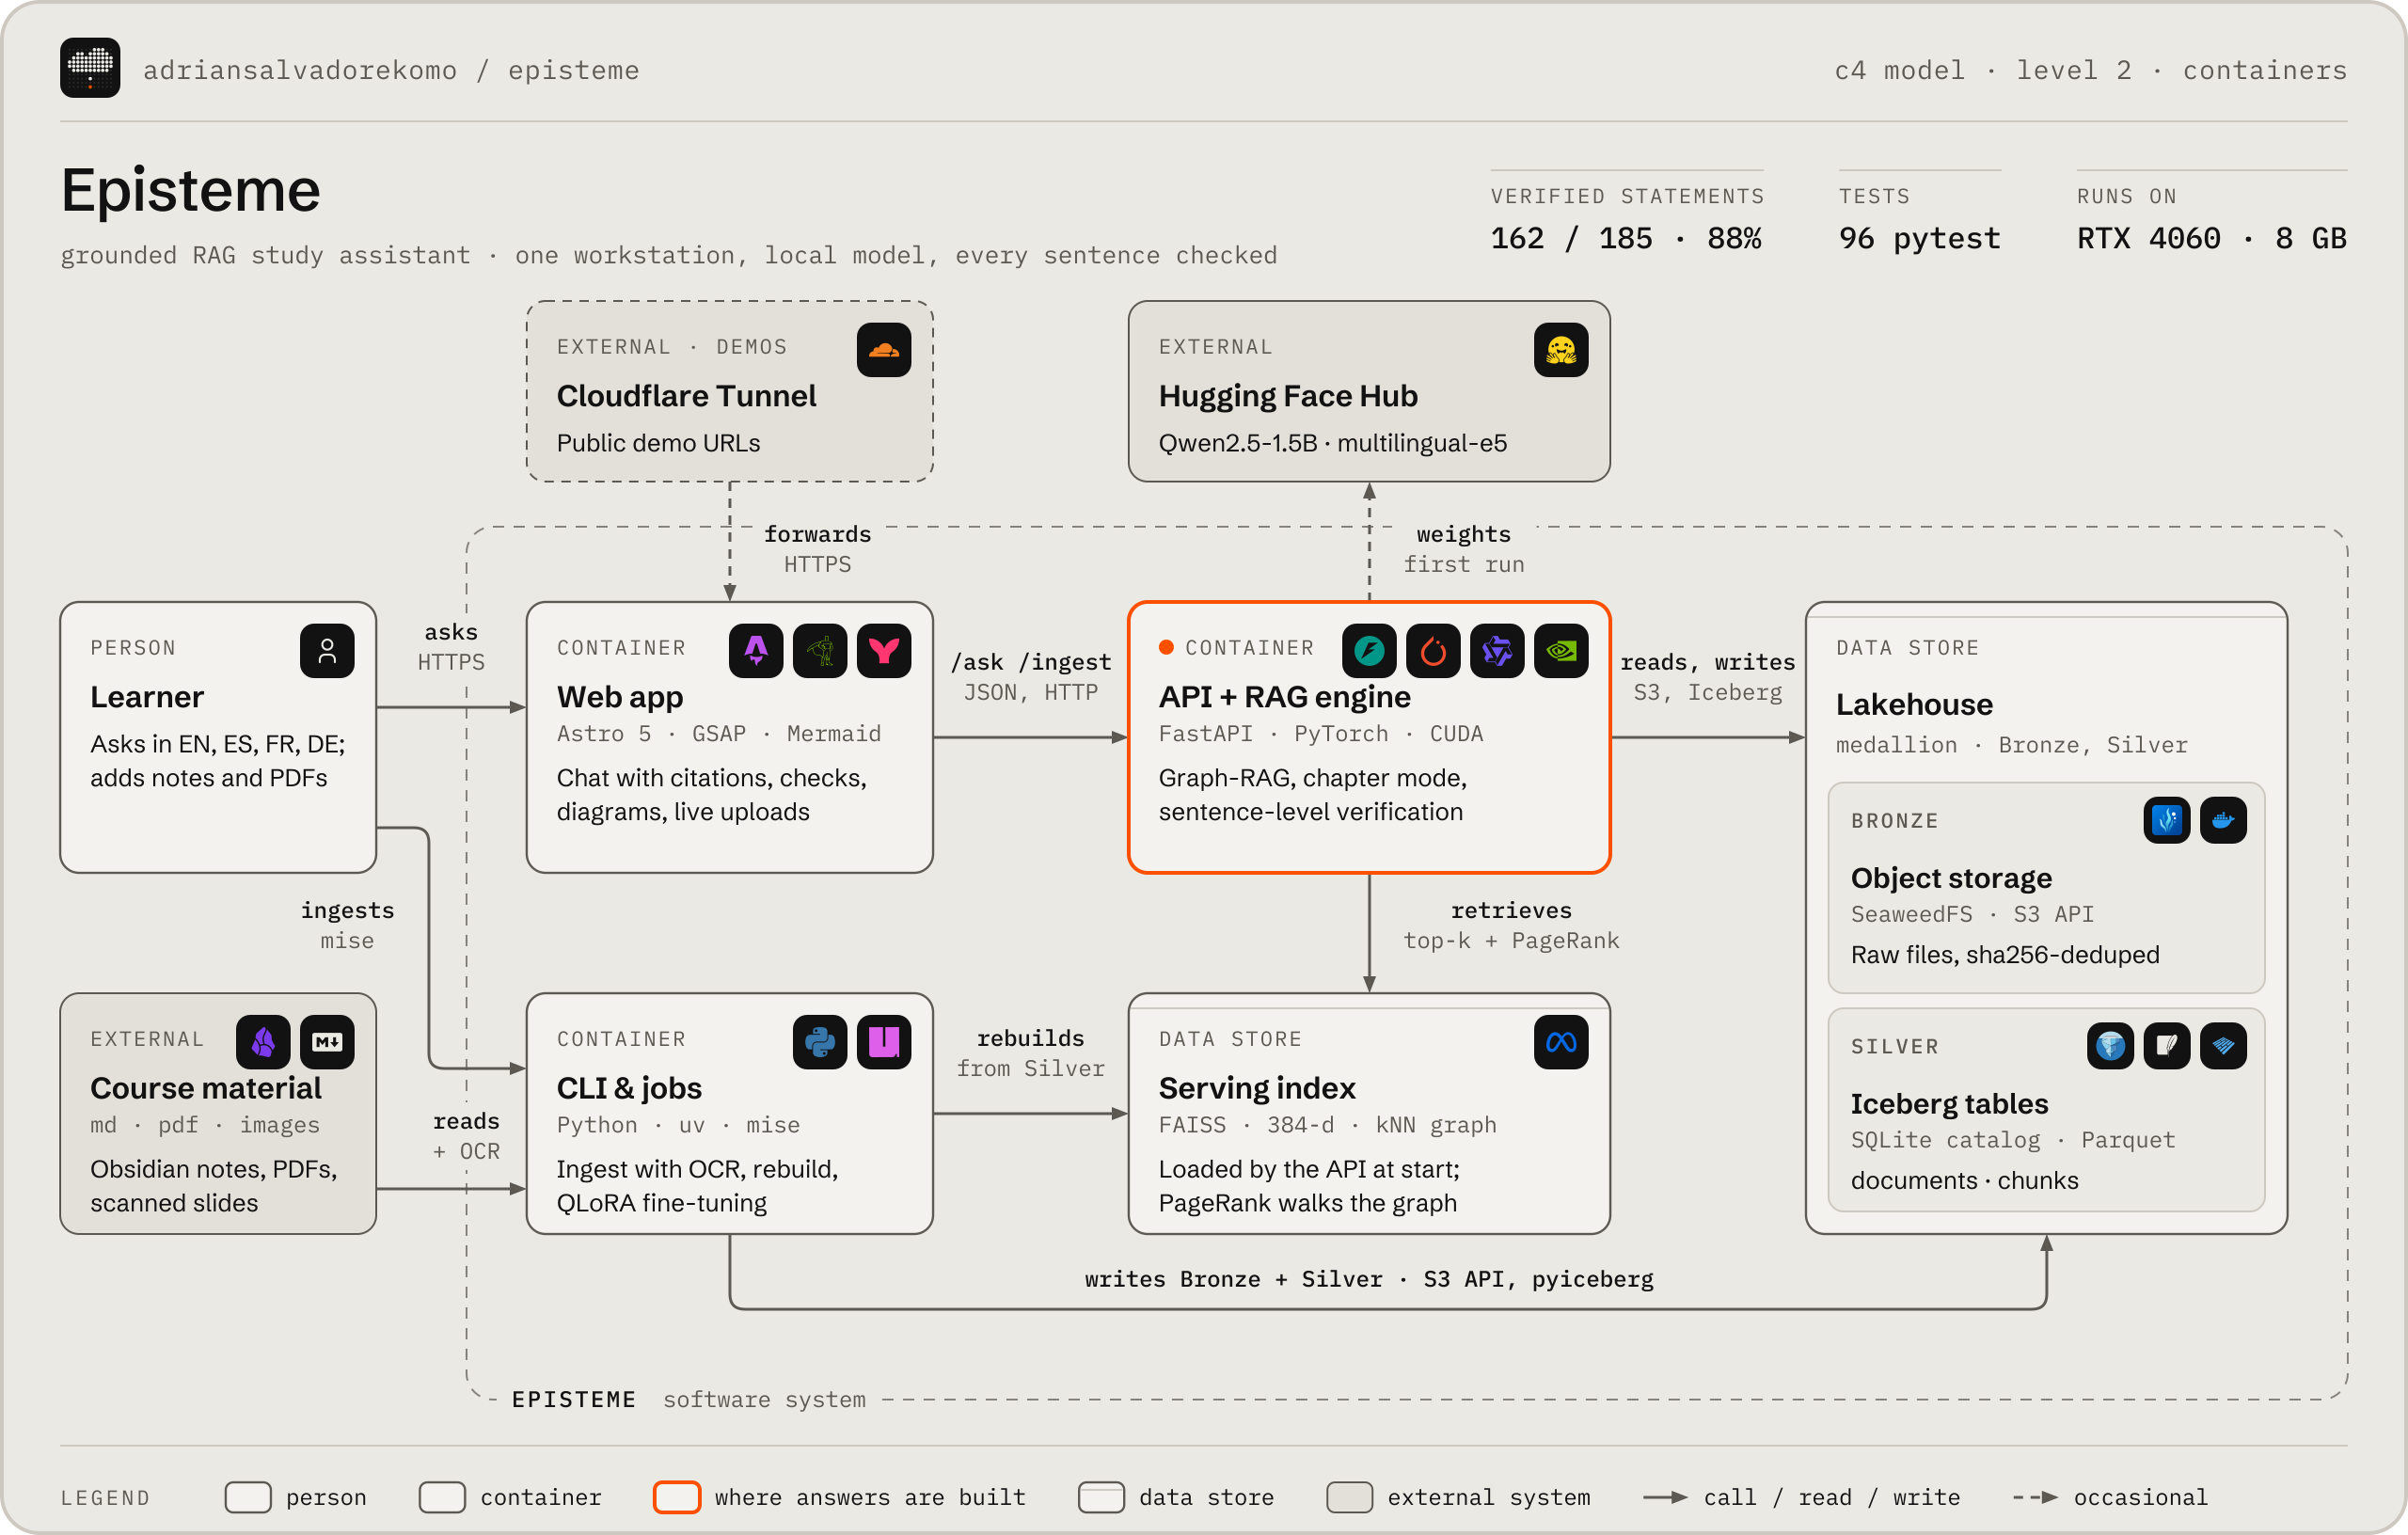 adriansalvadorekomo / episteme
c4 model · level 2 · containers
Episteme
grounded RAG study assistant · one workstation, local model, every sentence checked
VERIFIED STATEMENTS
162 / 185 · 88%
TESTS
96 pytest
RUNS ON
RTX 4060 · 8 GB
EXTERNAL · DEMOS
Cloudflare Tunnel
Public demo URLs
EXTERNAL
Hugging Face Hub
Qwen2.5-1.5B · multilingual-e5
forwards
HTTPS
weights
first run
PERSON
Learner
Asks in EN, ES, FR, DE;
adds notes and PDFs
asks
HTTPS
CONTAINER
Web app
Astro 5 · GSAP · Mermaid
Chat with citations, checks,
diagrams, live uploads
/ask /ingest
JSON, HTTP
CONTAINER
API + RAG engine
FastAPI · PyTorch · CUDA
Graph-RAG, chapter mode,
sentence-level verification
reads, writes
S3, Iceberg
DATA STORE
Lakehouse
medallion · Bronze, Silver
BRONZE
Object storage
SeaweedFS · S3 API
Raw files, sha256-deduped
SILVER
Iceberg tables
SQLite catalog · Parquet
documents · chunks
ingests
mise
retrieves
top-k + PageRank
EXTERNAL
M
Course material
md · pdf · images
Obsidian notes, PDFs,
scanned slides
reads
+ OCR
CONTAINER
CLI & jobs
Python · uv · mise
Ingest with OCR, rebuild,
QLoRA fine-tuning
rebuilds
from Silver
DATA STORE
Serving index
FAISS · 384-d · kNN graph
Loaded by the API at start;
PageRank walks the graph
writes Bronze + Silver · S3 API, pyiceberg
EPISTEME software system
LEGEND
person
container
where answers are built
data store
external system
call / read / write
occasional